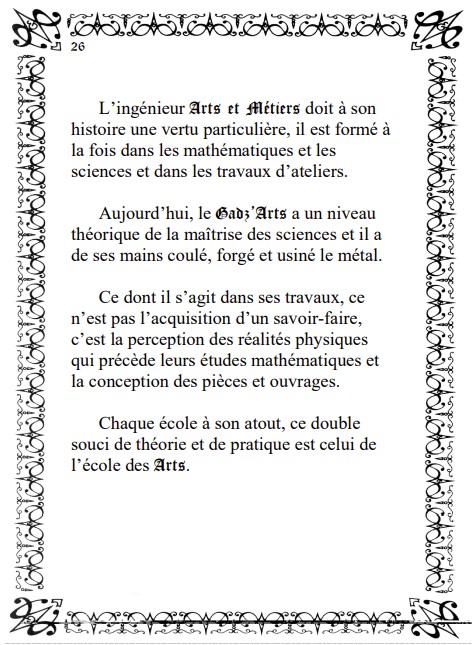 26
L'ingénieur Arts et Métiers doit à son
histoire une vertu particulière, il est formé à
la fois dans les mathématiques et les
sciences et dans les travaux d'ateliers.
Aujourd'hui, le Gadz'Arts a un niveau
théorique de la maîtrise des sciences et il a
de ses mains coulé, forgé et usiné le métal.
Ce dont il s'agit dans ses travaux, ce
n'est pas l'acquisition d'un savoir-faire,
c'est la perception des réalités physiques
qui précède leurs études mathématiques et
la conception des pièces et ouvrages.
Chaque école à son atout, ce double
souci de théorie et de pratique est celui de
l'école des Arts.